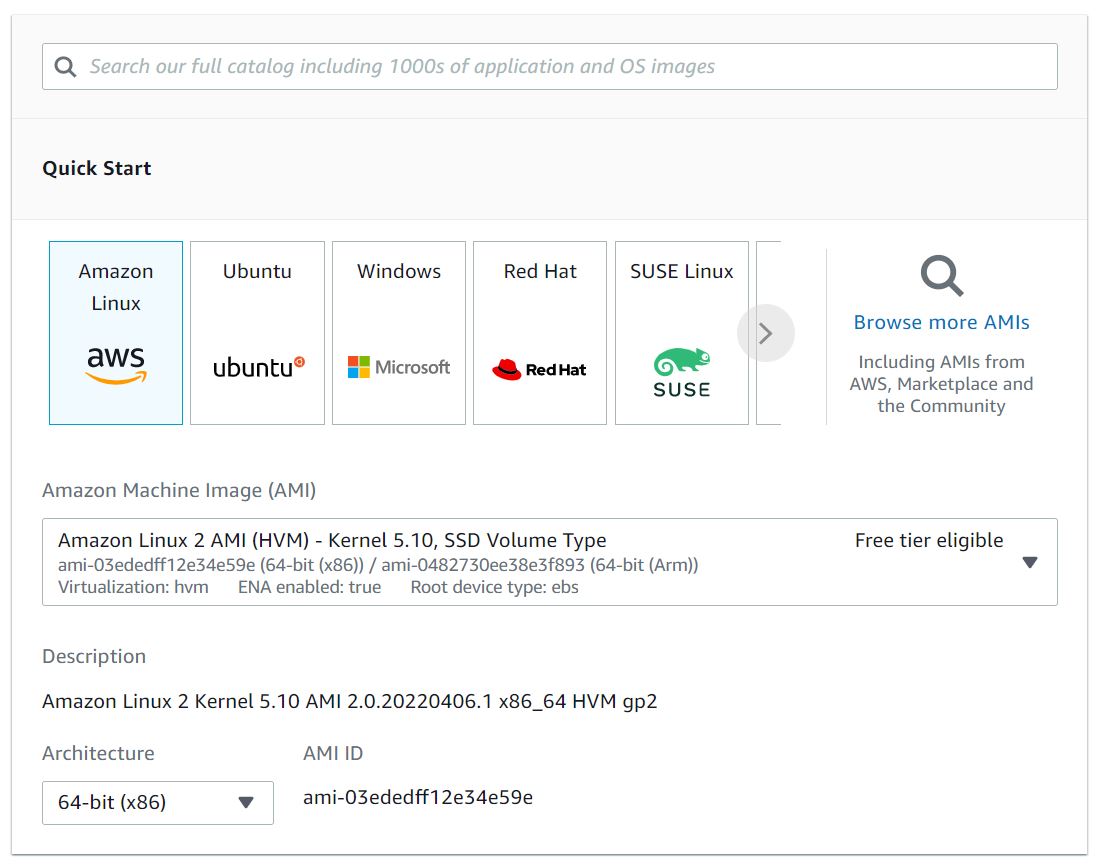 Search our full catalog including 1000s of application and OS images
Quick Start
Amazon
Linux
aws
Ubuntu
ubuntu
Windows
Microsoft
Red Hat
Red Hat
SUSE Linux
SUSE
Browse more AMIs
Including AMIs from
AWS, Marketplace and
the Community
Amazon Machine Image (AMI)
Amazon Linux 2 AMI (HVM) - Kernel 5.10, SSD Volume Type
Free tier eligible
ami-03ededff12e34e59e (64-bit (x86)) / ami-0482730ee38e3f893 (64-bit (Arm))
Virtualization: hvm ENA enabled: true Root device type: ebs
Description
Amazon Linux 2 Kernel 5.10 AMI 2.0.20220406.1 x86_64 HVM gp2
Architecture
AMI ID
64-bit (x86)
ami-03ededff12e34e59e